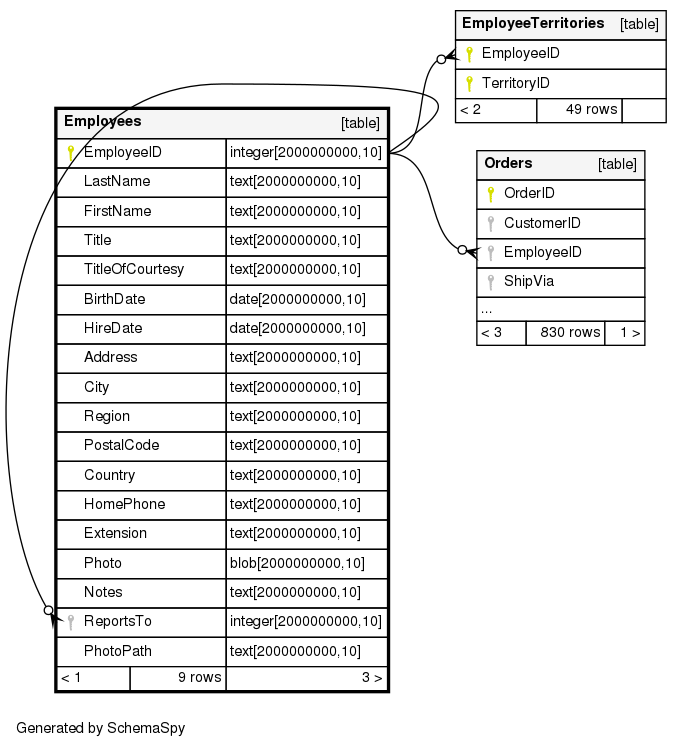 EmployeeTerritories [table]
EmployeeID
TerritoryID
< 2 49 rows
Employees [table]
EmployeeID integer[2000000000,10]
LastName text[2000000000,10]
FirstName text[2000000000,10]
Title text[2000000000,10]
TitleOfCourtesy text[2000000000,10]
BirthDate date[2000000000,10]
HireDate date[2000000000,10]
Address text[2000000000,10]
City text[2000000000,10]
Region text[2000000000,10]
PostalCode text[2000000000,10]
Country text[2000000000,10]
HomePhone text[2000000000,10]
Extension text[2000000000,10]
Photo blob[2000000000,10]
Notes text[2000000000,10]
ReportsTo integer[2000000000,10]
PhotoPath text[2000000000,10]
< 1 9 rows 3 >
Orders [table]
OrderID
CustomerID
EmployeeID
ShipVia
...
< 3 830 rows 1 >
Generated by SchemaSpy